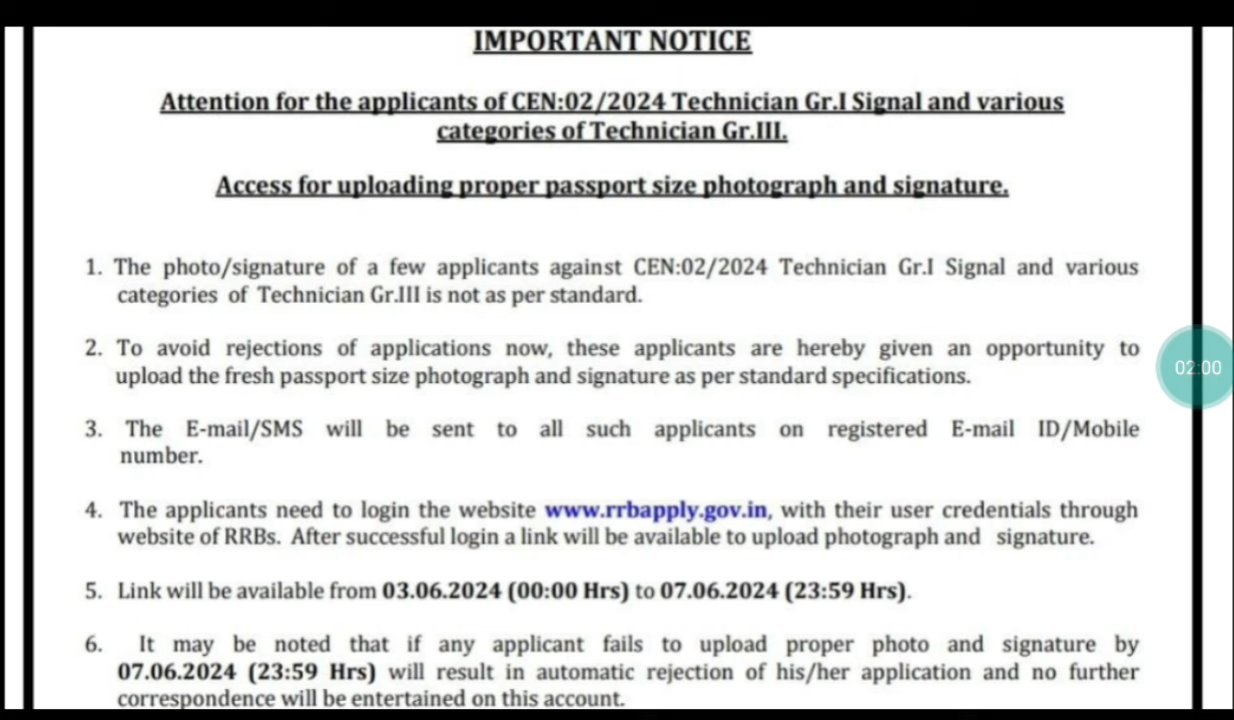 IMPORTANT NOTICE
Attention for the applicants of CEN:02/2024 Technician Gr.I Signal and various
categories of Technician Gr.III.
Access for uploading proper passport size photograph and signature.
1. The photo/signature of a few applicants against CEN:02/2024 Technician Gr.I Signal and various
categories of Technician Gr.III is not as per standard.
2. To avoid rejections of applications now, these applicants are hereby given an opportunity to
upload the fresh passport size photograph and signature as per standard specifications.
3. The E-mail/SMS will be sent to all such applicants on registered E-mail ID/Mobile
number.
4. The applicants need to login the website www.rrbapply.gov.in, with their user credentials through
website of RRBs. After successful login a link will be available to upload photograph and signature.
5. Link will be available from 03.06.2024 (00:00 Hrs) to 07.06.2024 (23:59 Hrs).
6. It may be noted that if any applicant fails to upload proper photo and signature by
07.06.2024 (23:59 Hrs) will result in automatic rejection of his/her application and no further
correspondence will be entertained on this account.
02:00